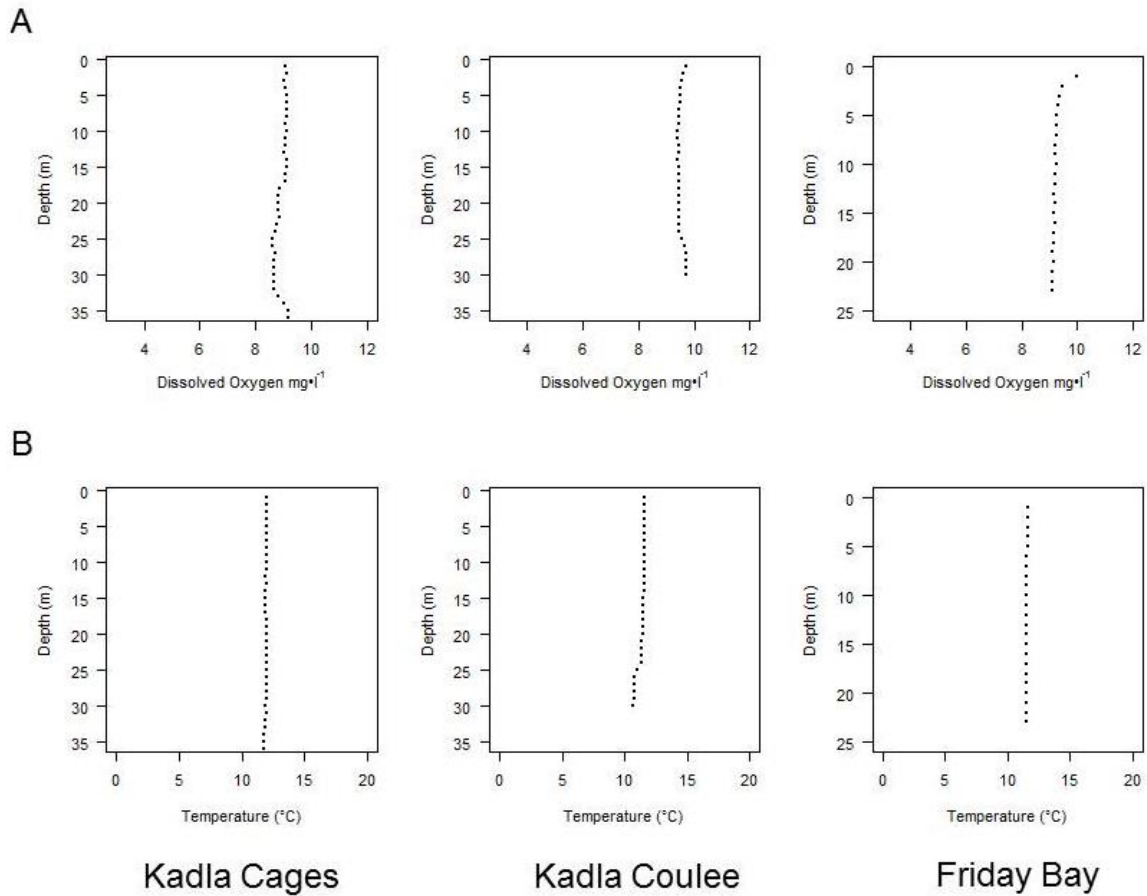 A
0
5
10
15
20
25
30
35
Depth (m)
4 6 8 10 12
Dissolved Oxygen mg•l⁻¹
0
5
10
15
20
25
30
35
Depth (m)
4 6 8 10 12
Dissolved Oxygen mg•l⁻¹
0
5
10
15
20
25
Depth (m)
4 6 8 10 12
Dissolved Oxygen mg•l⁻¹
B
0
5
10
15
20
25
30
35
Depth (m)
0 5 10 15 20
Temperature (°C)
0
5
10
15
20
25
30
35
Depth (m)
0 5 10 15 20
Temperature (°C)
0
5
10
15
20
25
Depth (m)
0 5 10 15 20
Temperature (°C)
Kadla Cages
Kadla Coulee
Friday Bay